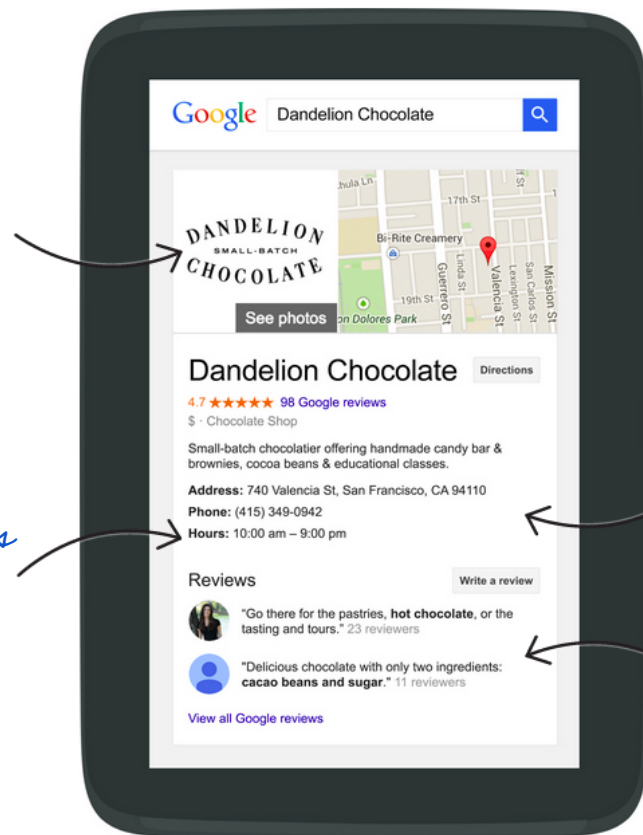 Google
Dandelion Chocolate
DANDELION
SMALL-BATCH
CHOCOLATE
See photos
17th St
Bi-Rite Creamery
Guerrero St
Linda St
Valencia St
Lexington St
San Carlos St
Mission St
19th St
Dolores Park
Dandelion Chocolate
Directions
4.7 ★★★★★ 98 Google reviews
$ · Chocolate Shop
Small-batch chocolatier offering handmade candy bar &
brownies, cocoa beans & educational classes.
Address: 740 Valencia St, San Francisco, CA 94110
Phone: (415) 349-0942
Hours: 10:00 am – 9:00 pm
Reviews
Write a review
"Go there for the pastries, hot chocolate, or the
tasting and tours." 23 reviewers
"Delicious chocolate with only two ingredients:
cacao beans and sugar." 11 reviewers
View all Google reviews